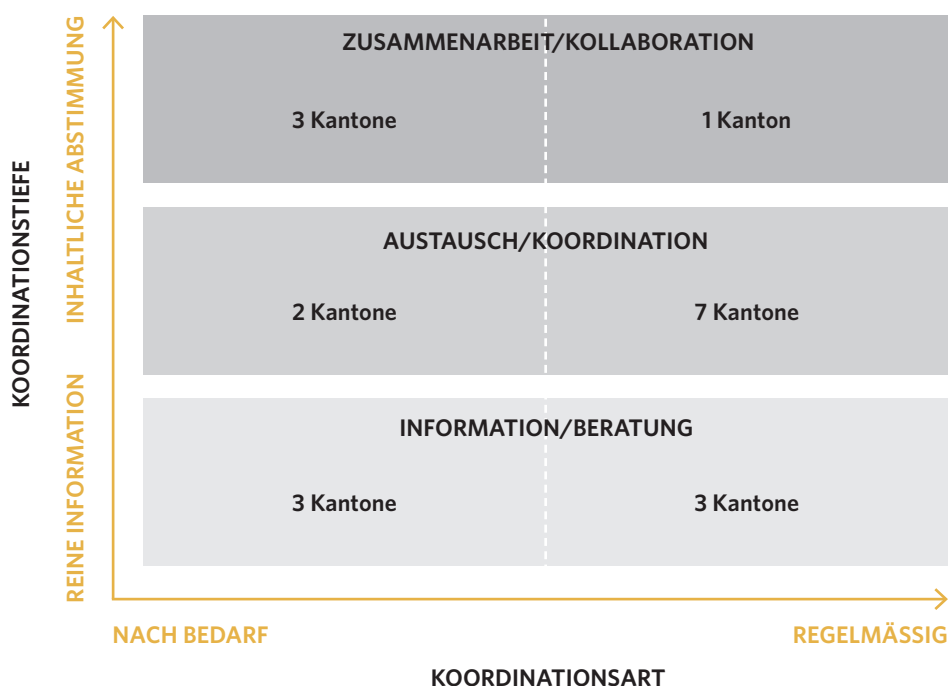 KOORDINATIONSTIEFE
INHALTLICHE ABSTIMMUNG
REINE INFORMATION
ZUSAMMENARBEIT/KOLLABORATION
3 Kantone
1 Kanton
AUSTAUSCH/KOORDINATION
2 Kantone
7 Kantone
INFORMATION/BERATUNG
3 Kantone
3 Kantone
NACH BEDARF
REGELMÄSSIG
KOORDINATIONSART